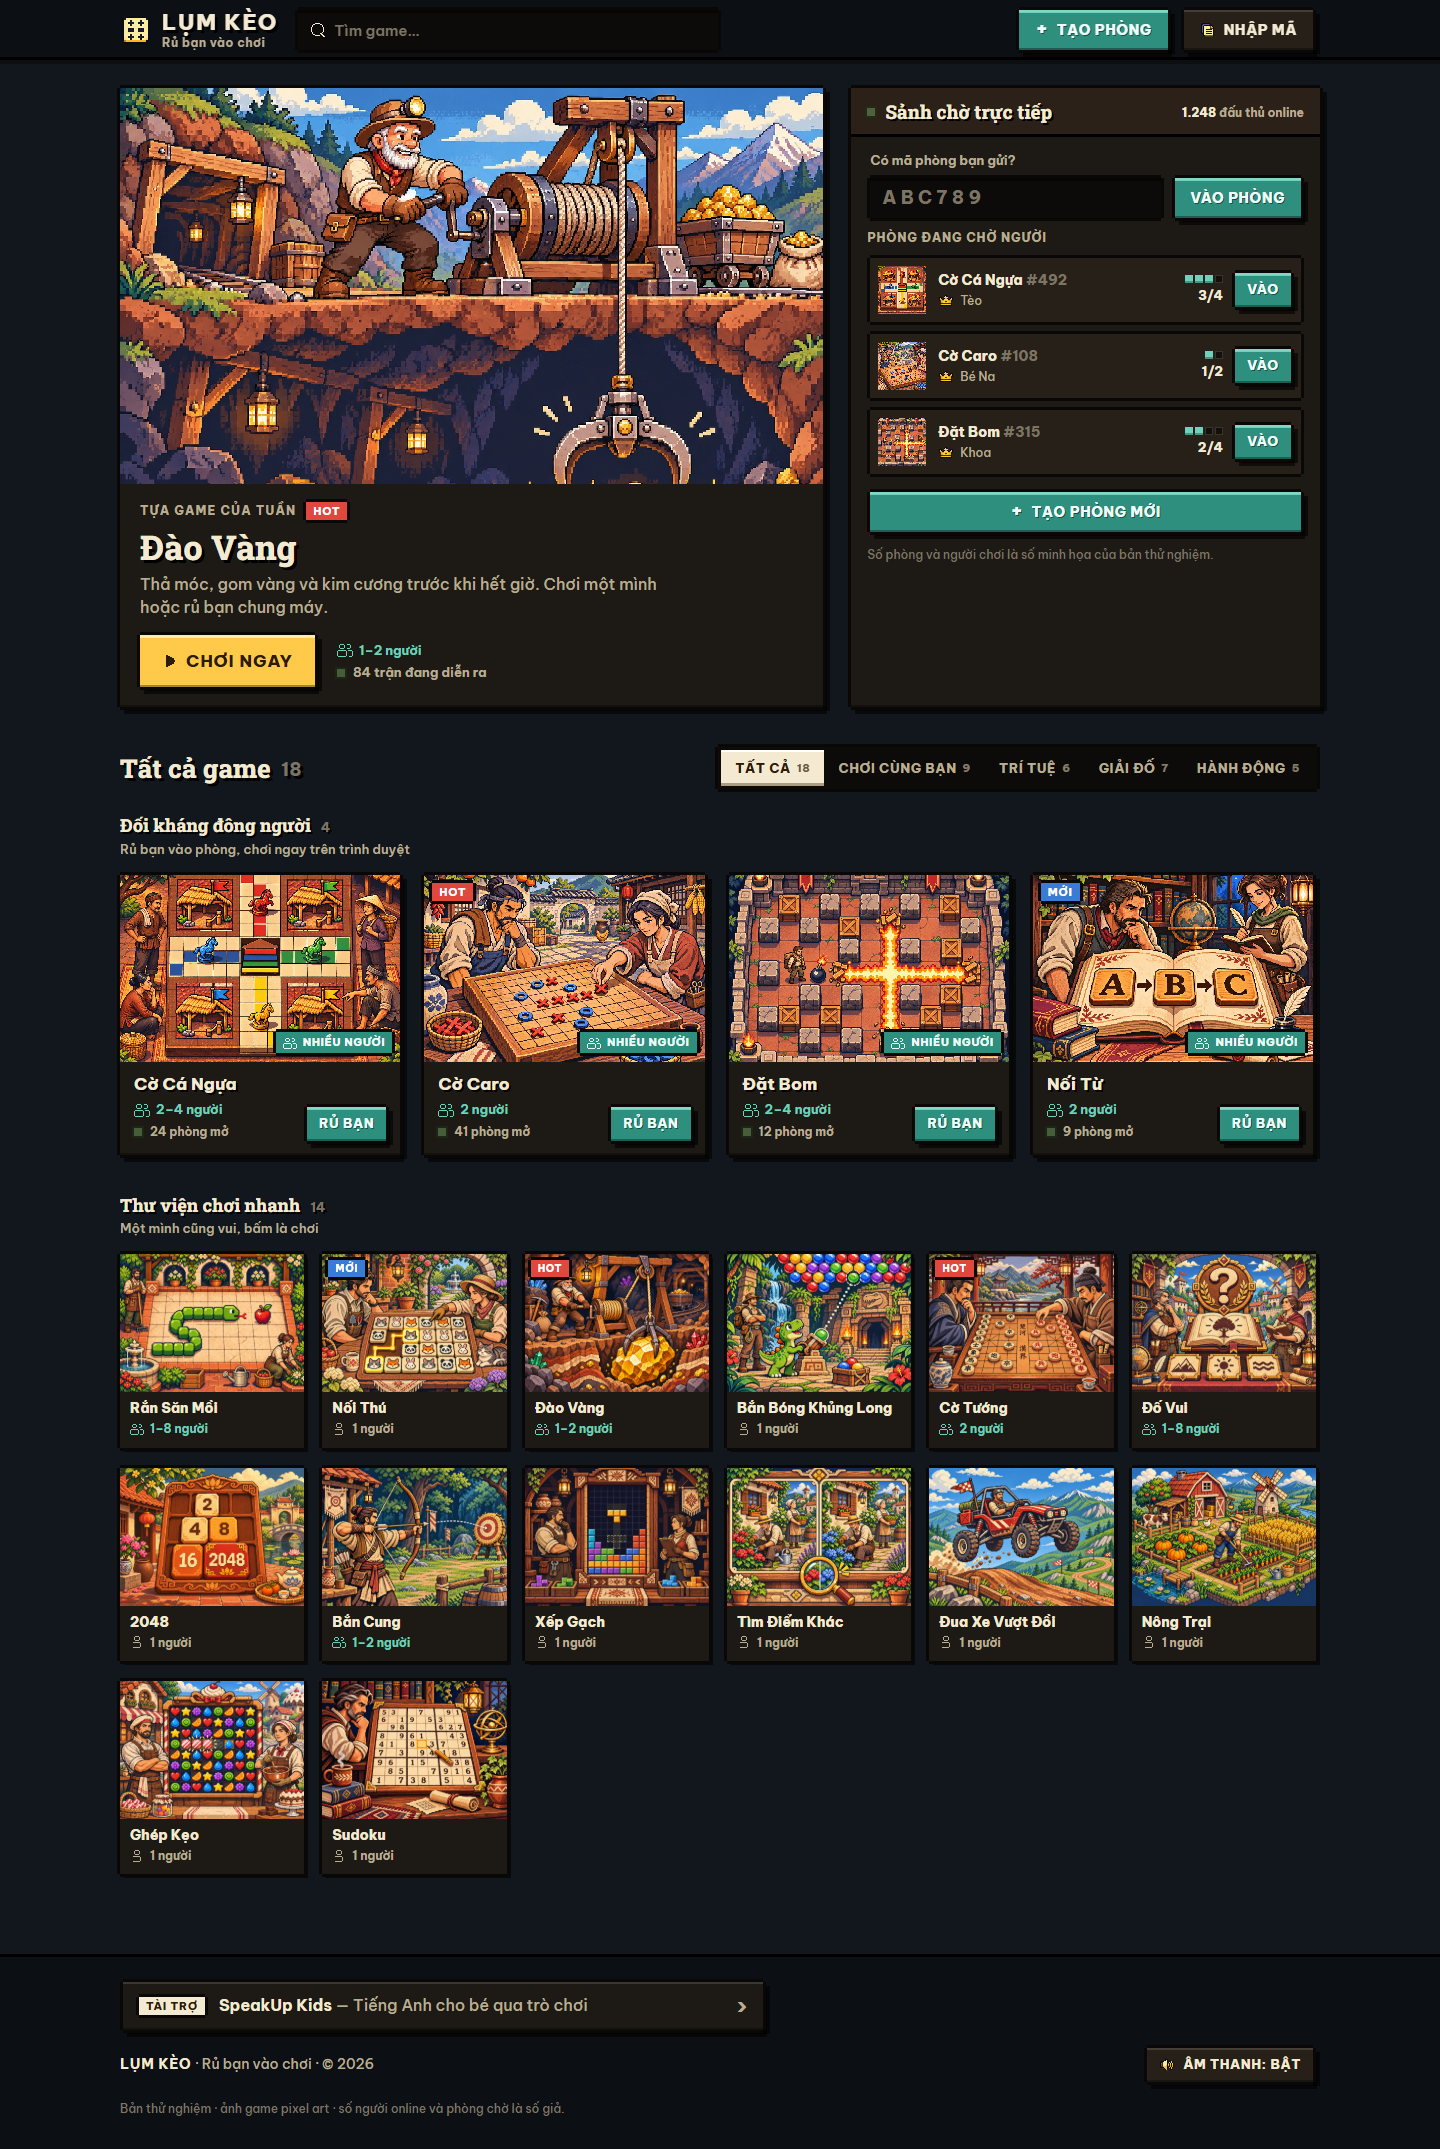 LỤM KÈO
Rủ bạn vào chơi
Tìm game...
+ TẠO PHÒNG
NHẬP MÃ
Sảnh chờ trực tiếp
1.248 đấu thủ online
Có mã phòng bạn gửi?
ABC789
VÀO PHÒNG
PHÒNG ĐANG CHỜ NGƯỜI
Cờ Cá Ngựa #492
Tèo
3/4
VÀO
Cờ Caro #108
Bé Na
1/2
VÀO
Đặt Bom #315
Khoa
2/4
VÀO
+ TẠO PHÒNG MỚI
Số phòng và người chơi là số minh họa của bản thử nghiệm.
TỰA GAME CỦA TUẦN HOT
Đào Vàng
Thả móc, gom vàng và kim cương trước khi hết giờ. Chơi một mình
hoặc rủ bạn chung máy.
CHƠI NGAY
1–2 người
84 trận đang diễn ra
Tất cả game 18
TẤT CẢ 18
CHƠI CÙNG BẠN 9
TRÍ TUỆ 6
GIẢI ĐỐ 7
HÀNH ĐỘNG 5
Đối kháng đông người 4
Rủ bạn vào phòng, chơi ngay trên trình duyệt
NHIỀU NGƯỜI
Cờ Cá Ngựa
2–4 người
24 phòng mở
RỦ BẠN
HOT
NHIỀU NGƯỜI
Cờ Caro
2 người
41 phòng mở
RỦ BẠN
NHIỀU NGƯỜI
Đặt Bom
2–4 người
12 phòng mở
RỦ BẠN
MỚI
A B C
NHIỀU NGƯỜI
Nối Từ
2 người
9 phòng mở
RỦ BẠN
Thư viện chơi nhanh 14
Một mình cũng vui, bấm là chơi
Rắn Săn Mồi
1–8 người
MỚI
Nối Thú
1 người
HOT
Đào Vàng
1–2 người
Bắn Bóng Khủng Long
1 người
HOT
Cờ Tướng
2 người
?
Đố Vui
1–8 người
2
4 8
16 2048
2048
1 người
Bắn Cung
1–2 người
Xếp Gạch
1 người
Tìm Điểm Khác
1 người
Đua Xe Vượt Đồi
1 người
Nông Trại
1 người
Ghép Kẹo
1 người
Sudoku
1 người
TÀI TRỢ
SpeakUp Kids — Tiếng Anh cho bé qua trò chơi
LỤM KÈO · Rủ bạn vào chơi · © 2026
ÂM THANH: BẬT
Bản thử nghiệm · ảnh game pixel art · số người online và phòng chờ là số giả.